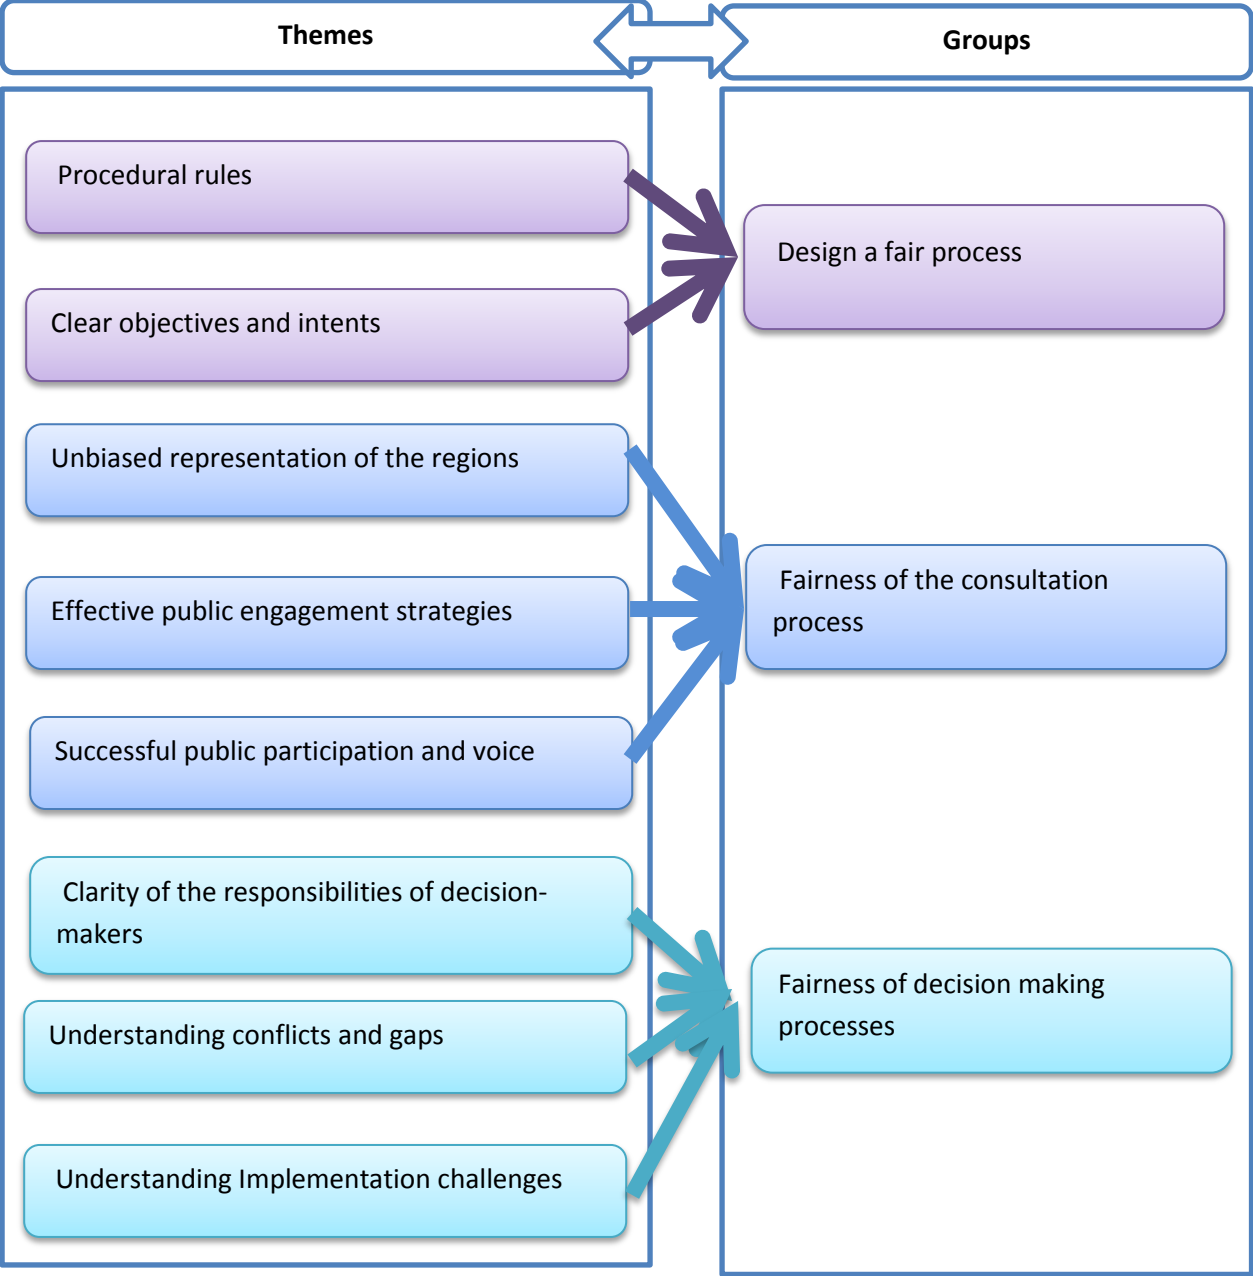 Themes
Groups
Procedural rules
Clear objectives and intents
Unbiased representation of the regions
Effective public engagement strategies
Successful public participation and voice
Clarity of the responsibilities of decision-
makers
Understanding conflicts and gaps
Understanding Implementation challenges
Design a fair process
Fairness of the consultation
process
Fairness of decision making
processes